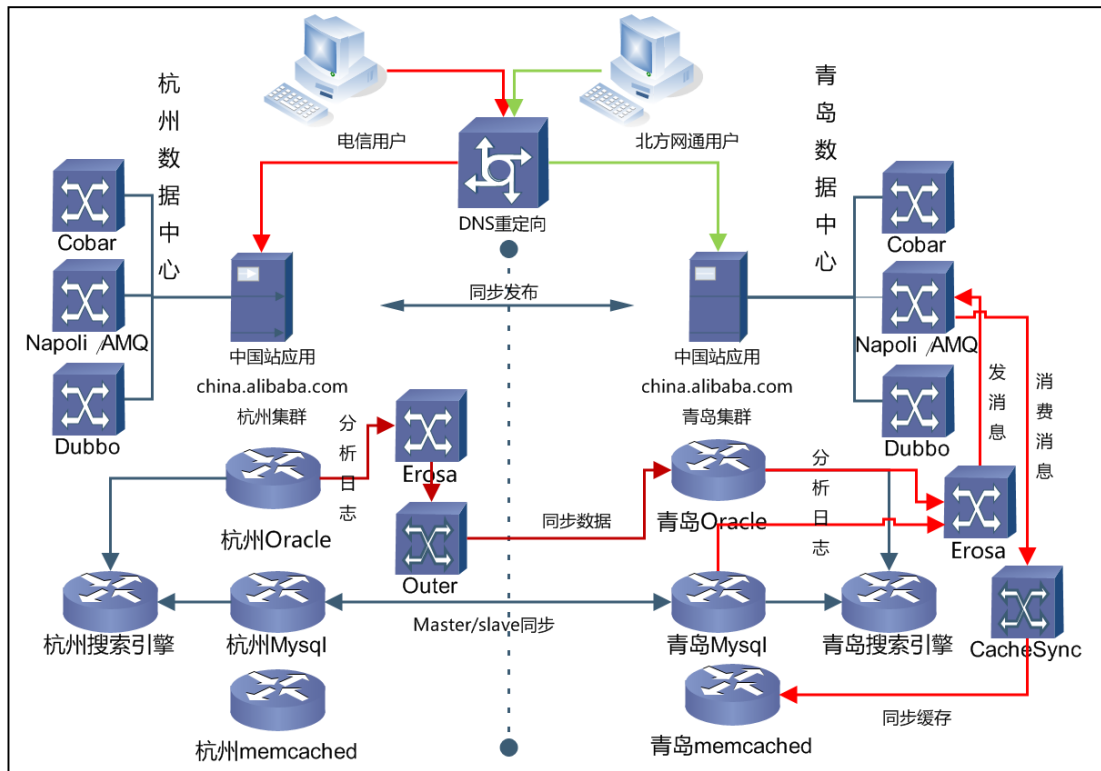 电信用户
北方网通用户
杭州数据中心
青岛数据中心
DNS重定向
Cobar
Napoli /AMQ
Dubbo
中国站应用
china.alibaba.com
杭州集群
同步发布
中国站应用
china.alibaba.com
青岛集群
Cobar
Napoli /AMQ
Dubbo
发消息
消费消息
分析日志
Erosa
Outer
杭州Oracle
同步数据
青岛Oracle
分析日志
Erosa
杭州搜索引擎
杭州Mysql
Master/slave同步
青岛Mysql
青岛搜索引擎
CacheSync
杭州memcached
青岛memcached
同步缓存